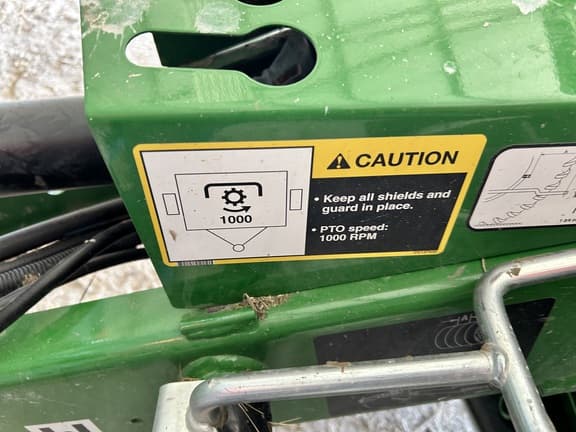 CAUTION
• Keep all shields and
guard in place.
• PTO speed:
1000 RPM
1000